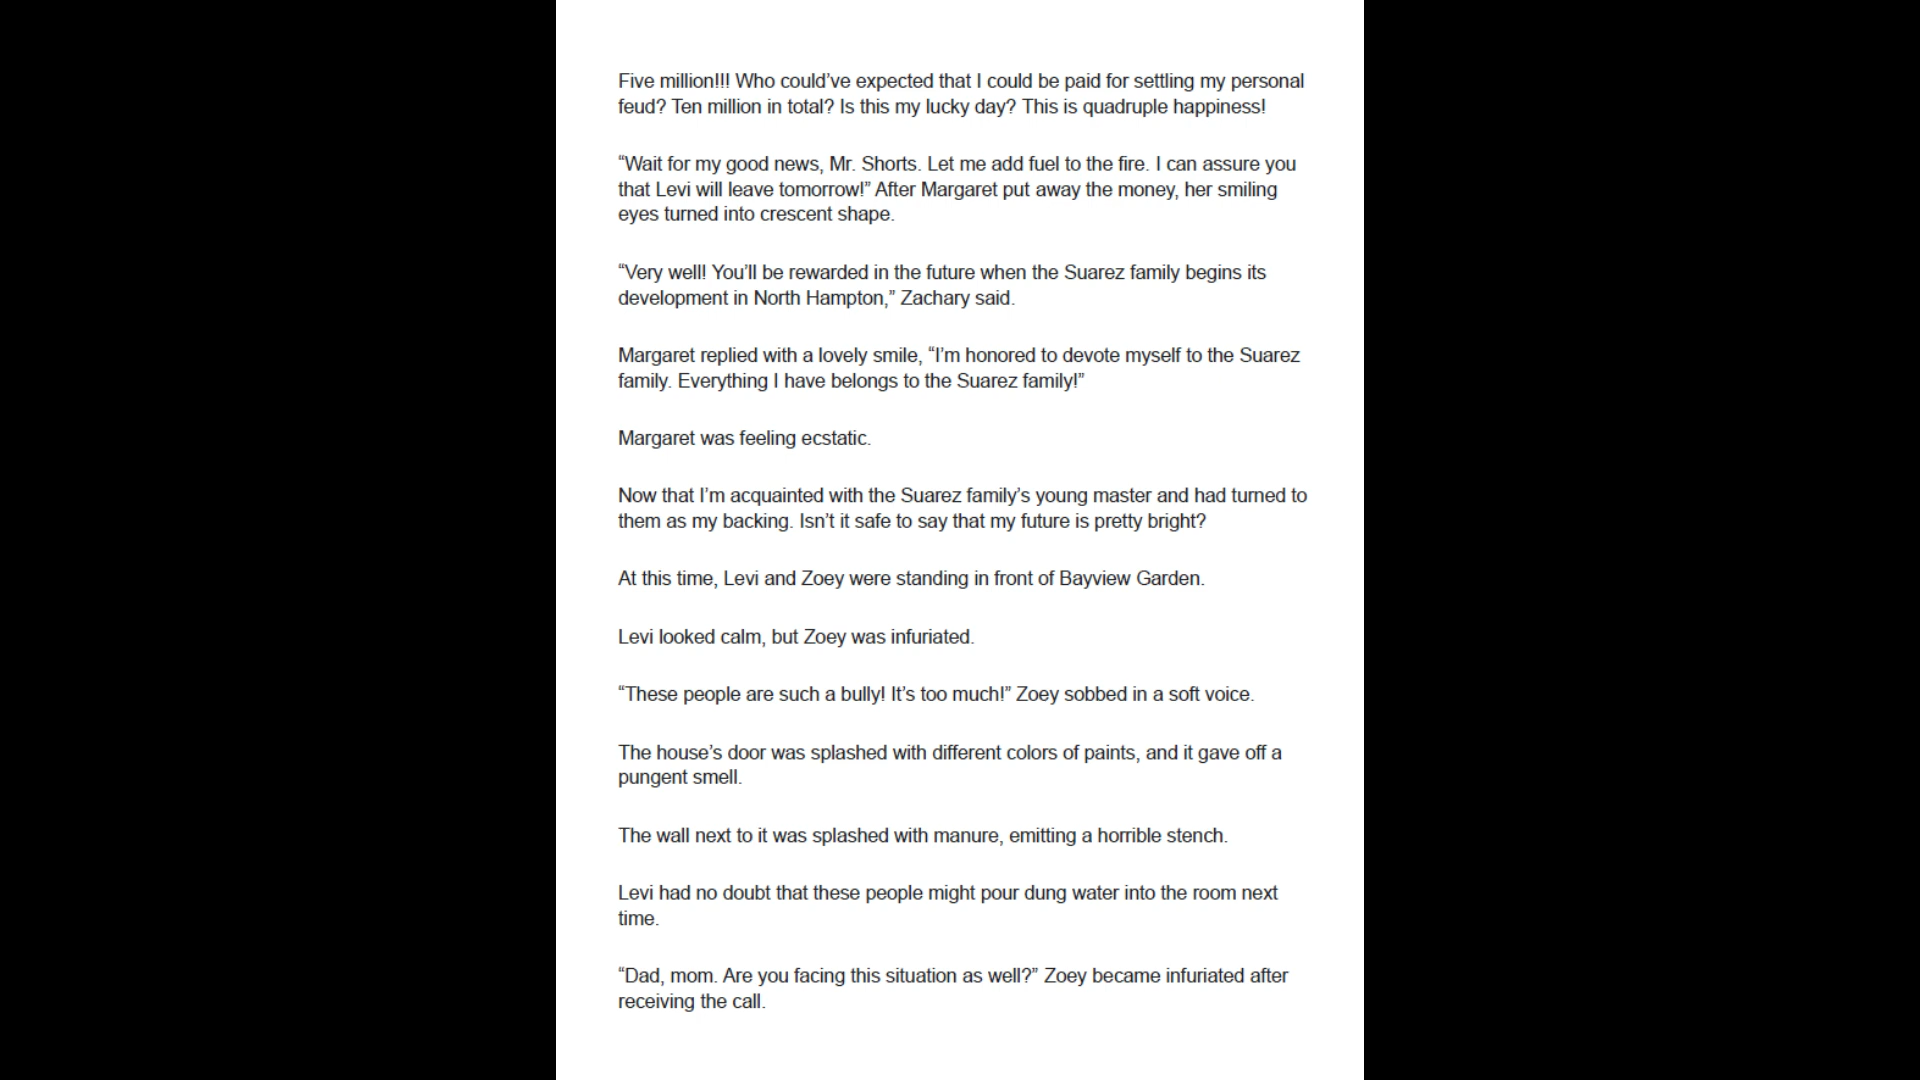 Five million!!! Who could’ve expected that I could be paid for settling my personal
feud? Ten million in total? Is this my lucky day? This is quadruple happiness!
“Wait for my good news, Mr. Shorts. Let me add fuel to the fire. I can assure you
that Levi will leave tomorrow!” After Margaret put away the money, her smiling
eyes turned into crescent shape.
“Very well! You’ll be rewarded in the future when the Suarez family begins its
development in North Hampton,” Zachary said.
Margaret replied with a lovely smile, “I’m honored to devote myself to the Suarez
family. Everything I have belongs to the Suarez family!”
Margaret was feeling ecstatic.
Now that I’m acquainted with the Suarez family’s young master and had turned to
them as my backing. Isn’t it safe to say that my future is pretty bright?
At this time, Levi and Zoey were standing in front of Bayview Garden.
Levi looked calm, but Zoey was infuriated.
“These people are such a bully! It’s too much!” Zoey sobbed in a soft voice.
The house’s door was splashed with different colors of paints, and it gave off a
pungent smell.
The wall next to it was splashed with manure, emitting a horrible stench.
Levi had no doubt that these people might pour dung water into the room next
time.
“Dad, mom. Are you facing this situation as well?” Zoey became infuriated after
receiving the call.